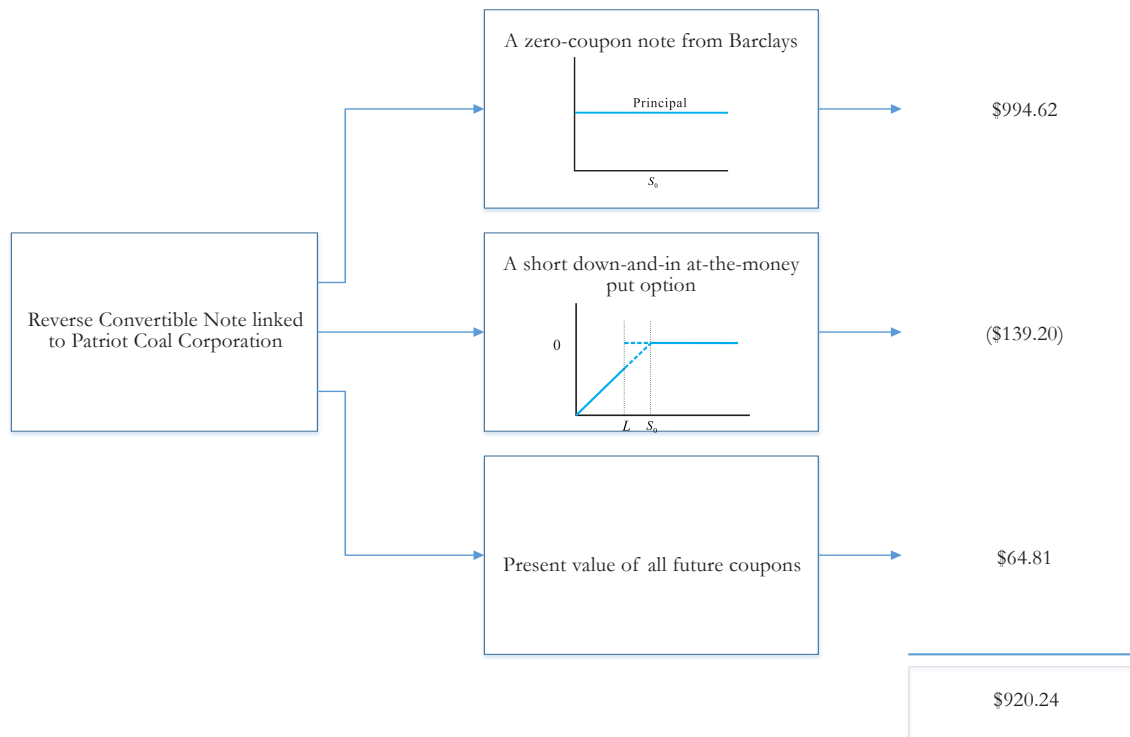 A zero-coupon note from Barclays
Principal
S₀
$994.62
Reverse Convertible Note linked
to Patriot Coal Corporation
A short down-and-in at-the-money
put option
0
L S₀
($139.20)
Present value of all future coupons
$64.81
$920.24